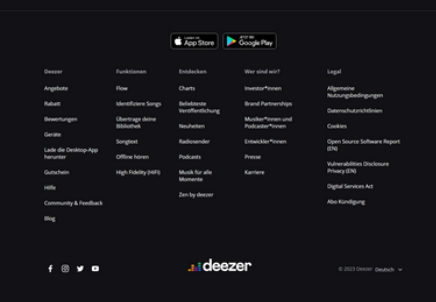 App Store
JETZT BEI
Google Play
Deezer
Angebote
Rabatt
Bewertungen
Geräte
Lade die Desktop-App
herunter
Gutschein
Hilfe
Community & Feedback
Blog
Funktionen
Flow
Identifiziere Songs
Übertrage deine
Bibliothek
Songtext
Offline hören
High Fidelity (HiFi)
Entdecken
Charts
Beliebteste
Veröffentlichung
Neuheiten
Radiosender
Podcasts
Musik für alle
Momente
Zen by deezer
Wer sind wir?
Investor*innen
Brand Partnerships
Musiker*innen und
Podcaster*innen
Entwickler*innen
Presse
Karriere
Legal
Allgemeine
Nutzungsbedingungen
Datenschutzrichtlinien
Cookies
Open Source Software Report
(EN)
Vulnerabilities Disclosure
Privacy (EN)
Digital Services Act
Abo Kündigung
deezer
© 2023 Deezer Deutsch